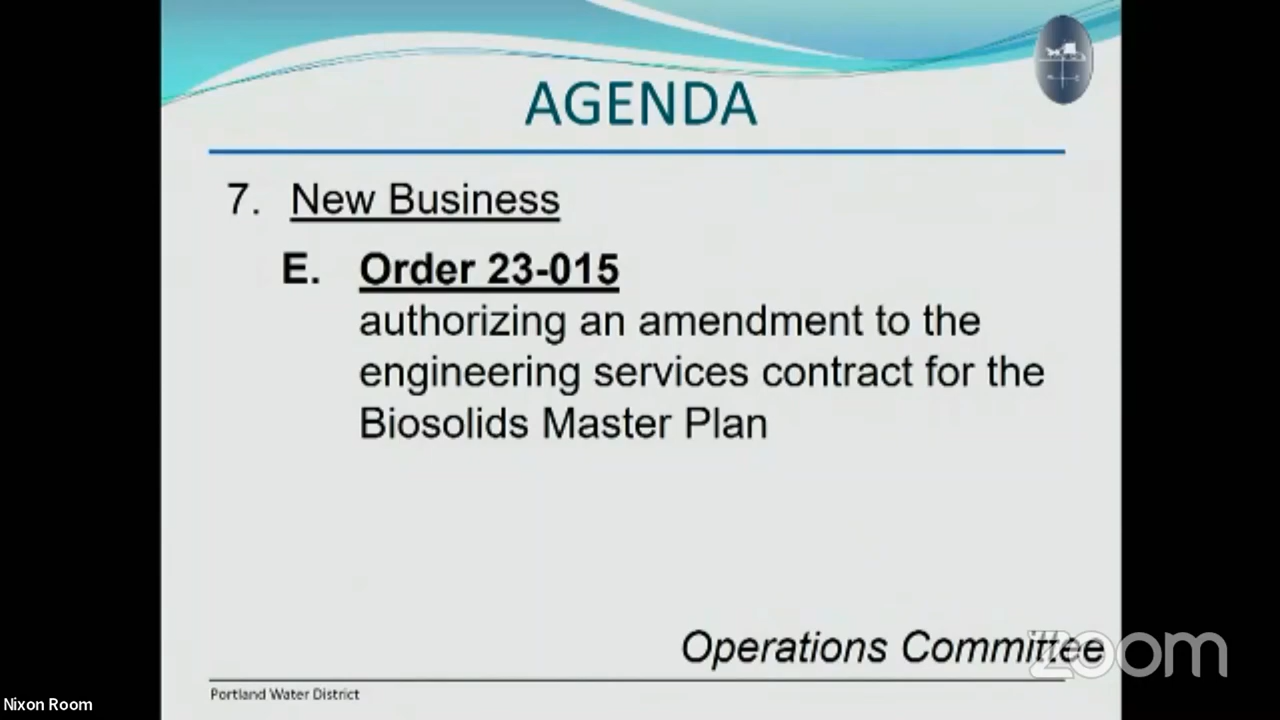 AGENDA
7. New Business
E. Order 23-015
authorizing an amendment to the
engineering services contract for the
Biosolids Master Plan
Operations Committee
zoom
Portland Water District
Nixon Room